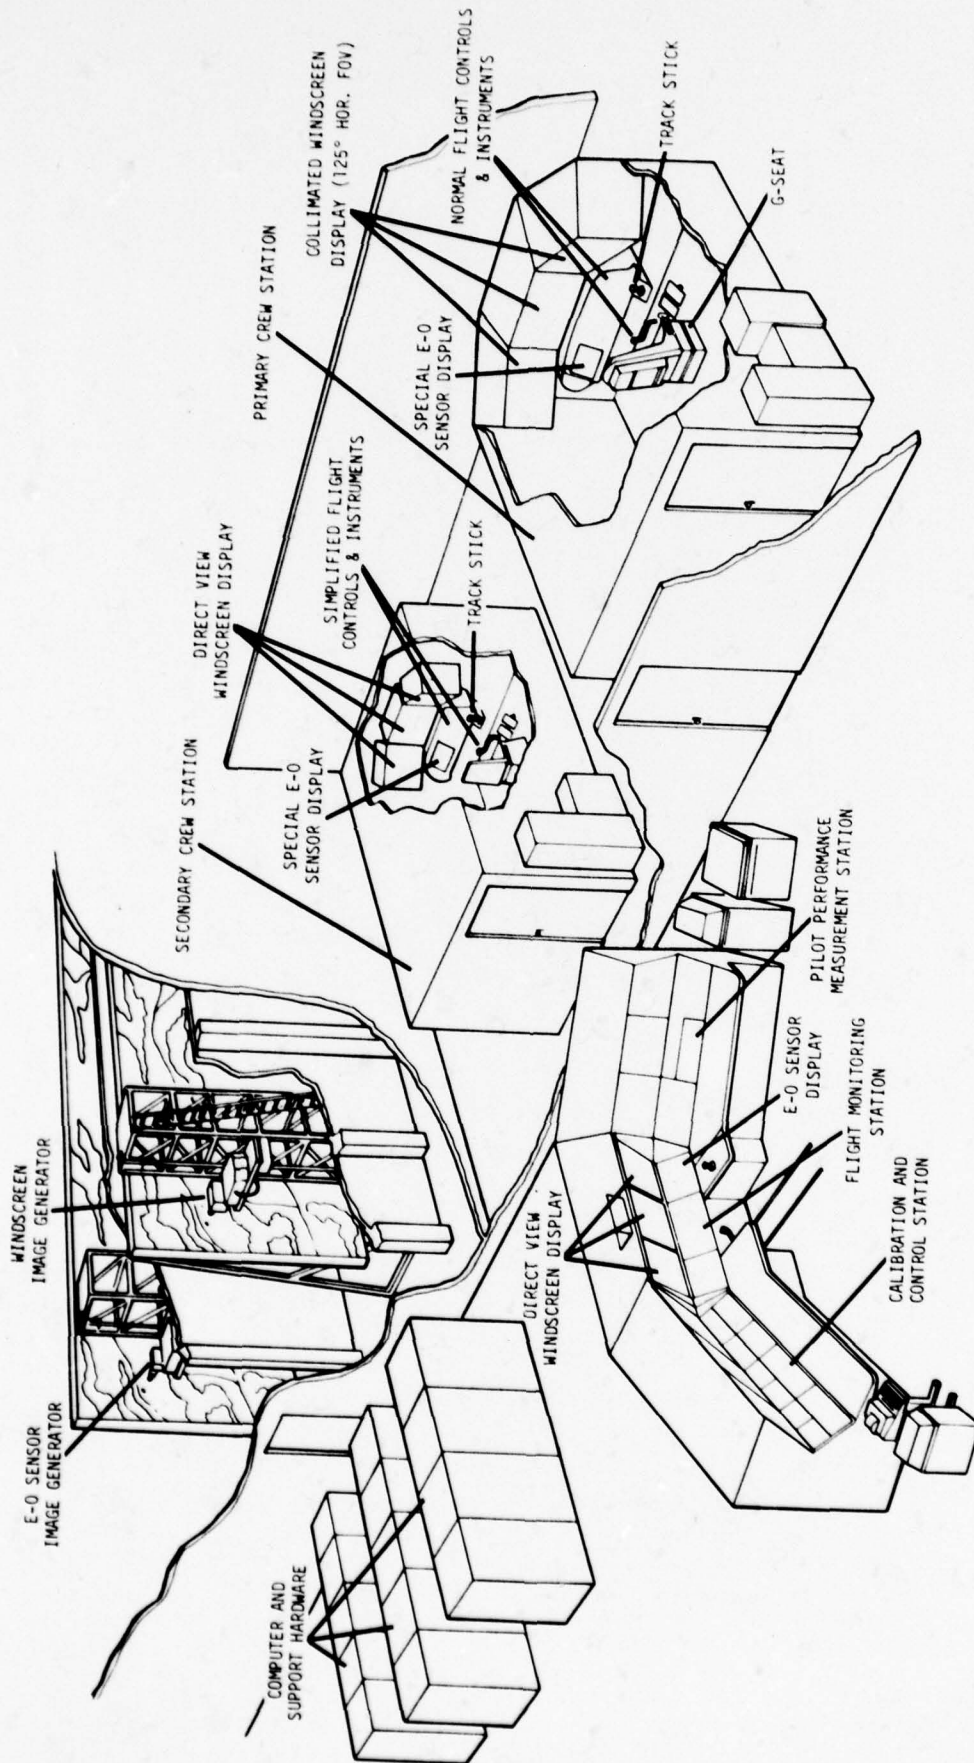 E-O SENSOR
IMAGE GENERATOR
WINDSCREEN
IMAGE GENERATOR
SECONDARY CREW STATION
DIRECT VIEW
WINDSCREEN DISPLAY
PRIMARY CREW STATION
COLLIMATED WINDSCREEN
DISPLAY (125° HOR. FOV)
SPECIAL E-O
SENSOR DISPLAY
SIMPLIFIED FLIGHT
CONTROLS & INSTRUMENTS
TRACK STICK
SPECIAL E-O
SENSOR DISPLAY
NORMAL FLIGHT CONTROLS
& INSTRUMENTS
TRACK STICK
G-SEAT
COMPUTER AND
SUPPORT HARDWARE
DIRECT VIEW
WINDSCREEN DISPLAY
CALIBRATION AND
CONTROL STATION
FLIGHT MONITORING
STATION
E-O SENSOR
DISPLAY
PILOT PERFORMANCE
MEASUREMENT STATION